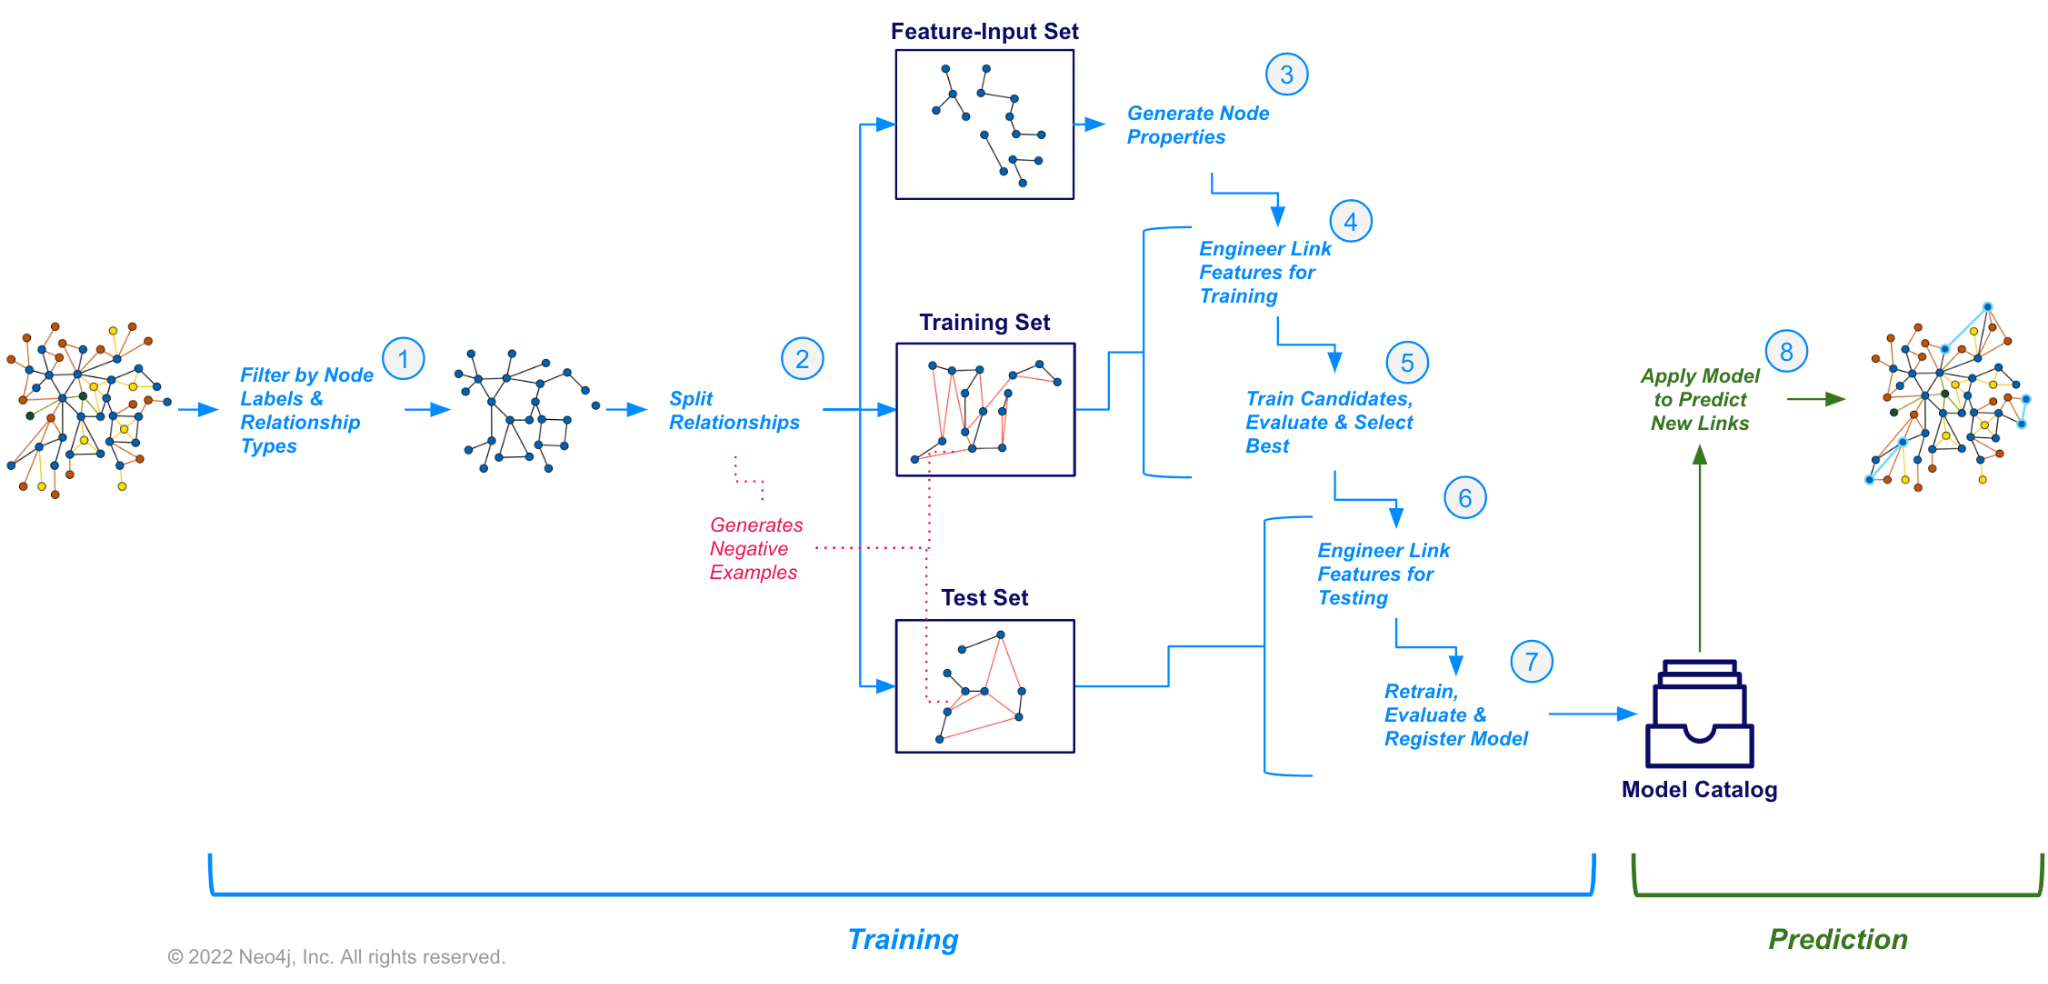 Feature-Input Set
3
Generate Node
Properties
4
Engineer Link
Features for
Training
Training Set
1
Filter by Node
Labels &
Relationship
Types
2
Split
Relationships
5
Train Candidates,
Evaluate & Select
Best
8
Apply Model
to Predict
New Links
6
Generates
Negative
Examples
Engineer Link
Features for
Testing
Test Set
7
Retrain,
Evaluate &
Register Model
Model Catalog
Training
Prediction
© 2022 Neo4j, Inc. All rights reserved.